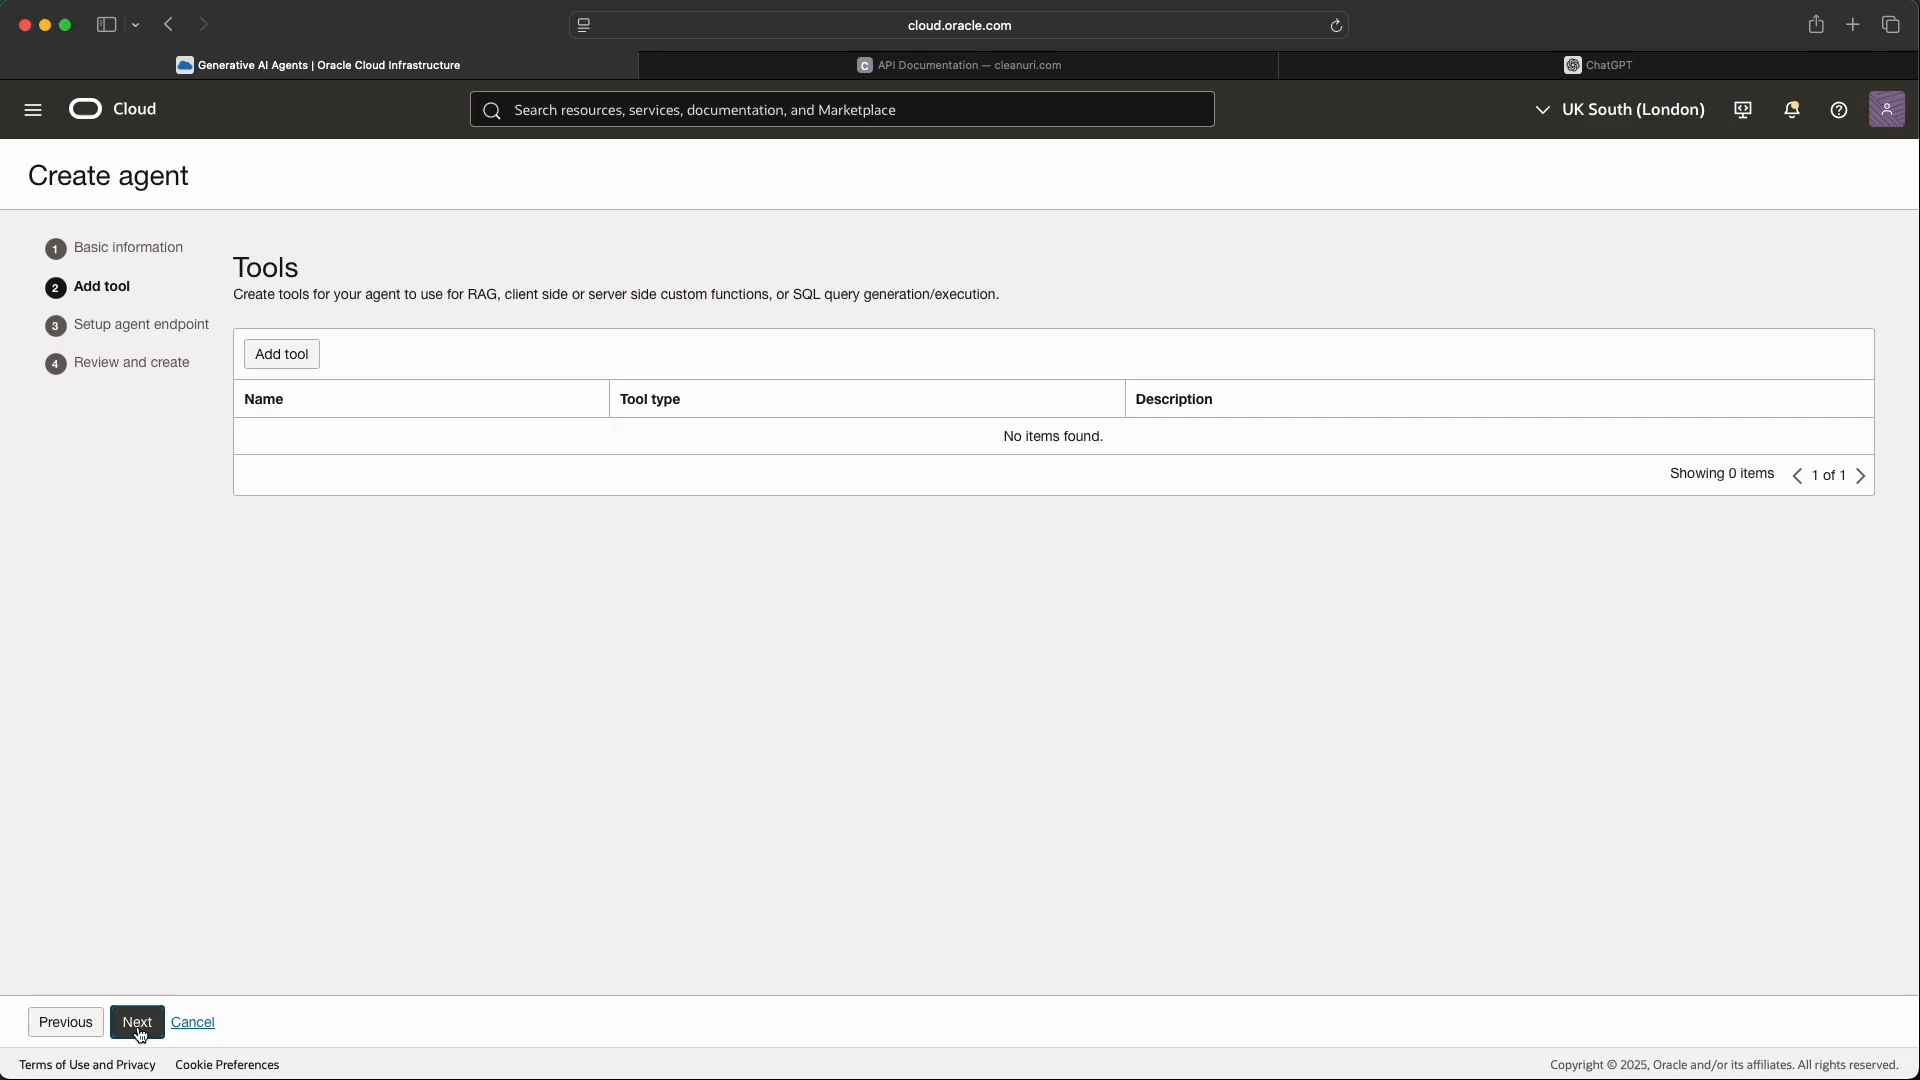 cloud.oracle.com
Generative AI Agents | Oracle Cloud Infrastructure
C API Documentation — cleanuri.com
ChatGPT
Cloud
Search resources, services, documentation, and Marketplace
UK South (London)
Create agent
1 Basic information
2 Add tool
3 Setup agent endpoint
4 Review and create
Tools
Create tools for your agent to use for RAG, client side or server side custom functions, or SQL query generation/execution.
Add tool
Name Tool type Description
No items found.
Showing 0 items 1 of 1
Previous Next Cancel
Terms of Use and Privacy Cookie Preferences
Copyright © 2025, Oracle and/or its affiliates. All rights reserved.